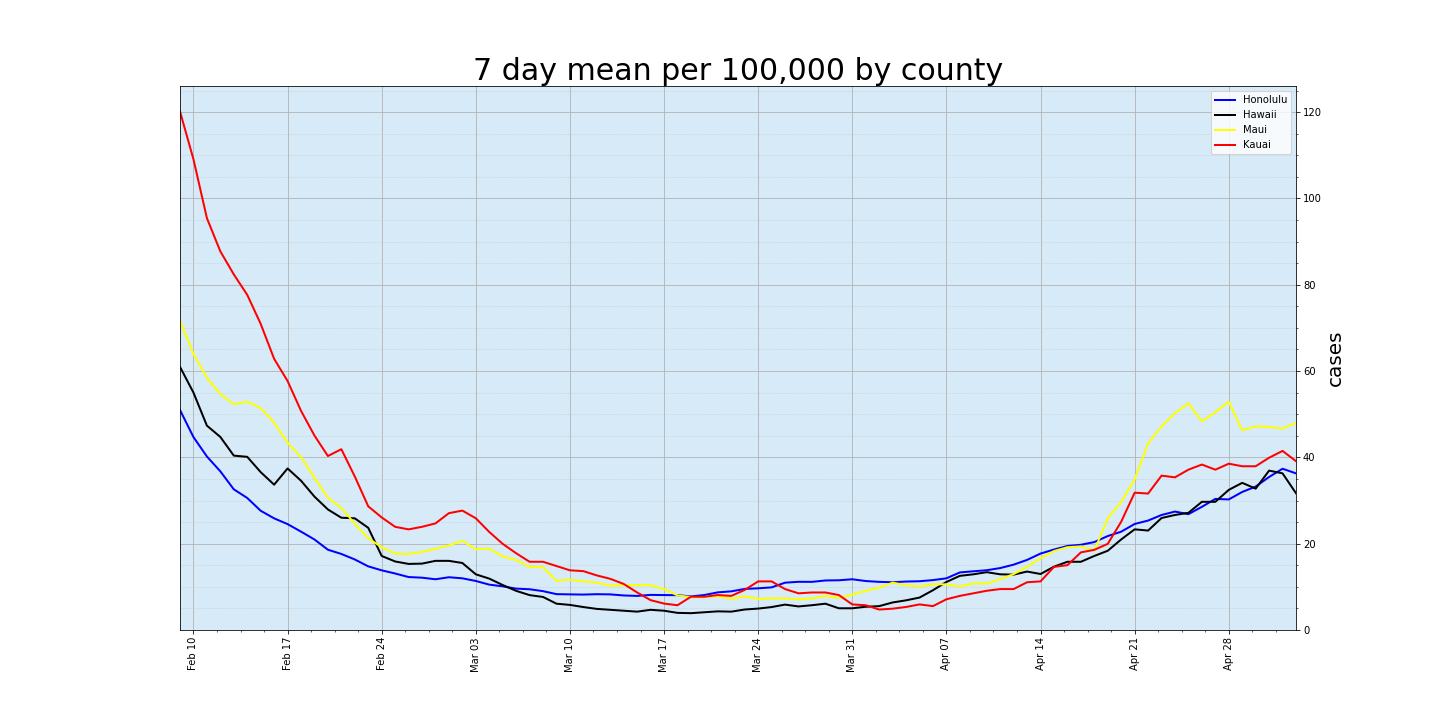 7 day mean per 100,000 by county
Honolulu
Hawaii
Maui
Kauai
120
100
80
60
40
20
0
cases
Feb 10
Feb 17
Feb 24
Mar 03
Mar 10
Mar 17
Mar 24
Mar 31
Apr 07
Apr 14
Apr 21
Apr 28